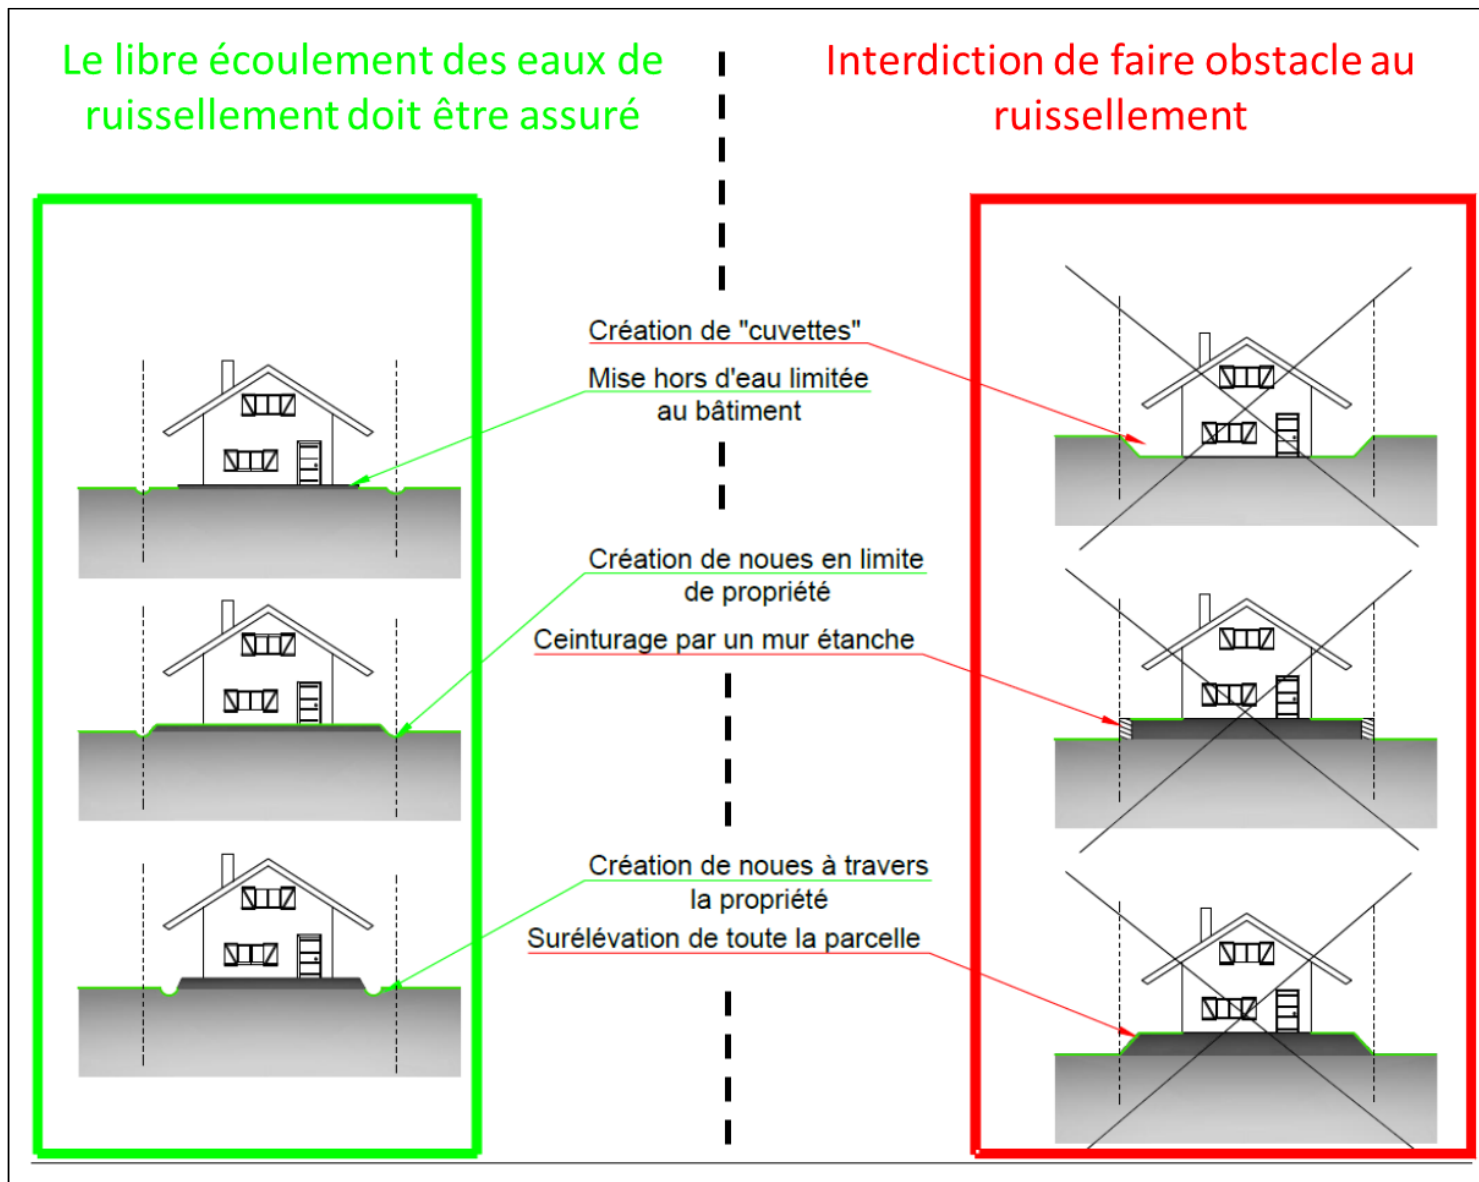 Le libre écoulement des eaux de
ruissellement doit être assuré
Interdiction de faire obstacle au
ruissellement
Création de "cuvettes"
Mise hors d'eau limitée
au bâtiment
Création de noues en limite
de propriété
Ceinturage par un mur étanche
Création de noues à travers
la propriété
Surélévation de toute la parcelle